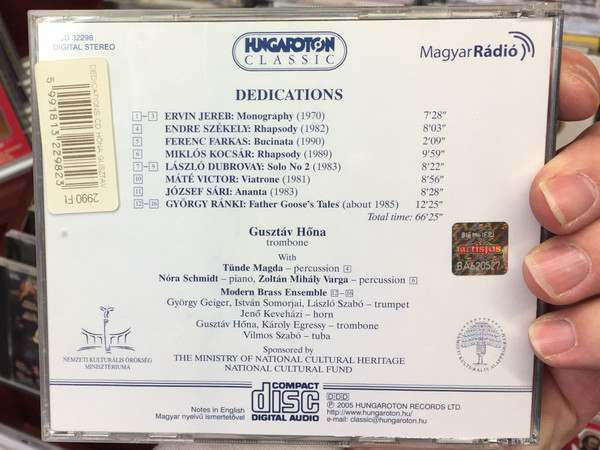 32298
DIGITAL STEREO
HUNGAROTON
CLASSIC
MagyarRádió
DEDICATIONS CD, HŐNA GUSZTÁV
5991813229823
2990 Ft
DEDICATIONS
1 – 3 ERVIN JEREB: Monography (1970) 7'28"
4 ENDRE SZÉKELY: Rhapsody (1982) 8'03"
5 FERENC FARKAS: Bucinata (1990) 2'09"
6 MIKLÓS KOCSÁR: Rhapsody (1989) 9'59"
7 – 9 LÁSZLÓ DUBROVAY: Solo No 2 (1983) 8'22"
10 MÁTÉ VICTOR: Viatrone (1981) 8'56"
11 JÓZSEF SÁRI: Ananta (1983) 8'28"
12 – 16 GYÖRGY RÁNKI: Father Goose's Tales (about 1985) 12'25"
Total time: 66'25"
Gusztáv Hőna
trombone
With
Tünde Magda – percussion 4
Nóra Schmidt – piano, Zoltán Mihály Varga – percussion 6
Modern Brass Ensemble 12 – 16
György Geiger, István Somorjai, László Szabó – trumpet
Jenő Keveházi – horn
Gusztáv Hőna, Károly Egressy – trombone
Vilmos Szabó – tuba
Sponsored by
THE MINISTRY OF NATIONAL CULTURAL HERITAGE
NATIONAL CULTURAL FUND
artisjus
BA620527
NEMZETI KULTURÁLIS ÖRÖKSÉG
MINISZTÉRIUMA
NEMZETI KULTURÁLIS ALAPPROGRAM
Notes in English
Magyar nyelvű ismertetővel
COMPACT
disc
DIGITAL AUDIO
DDD
Ⓟ 2005 HUNGAROTON RECORDS LTD.
http://www.hungaroton.hu/
e-mail: classic@hungaroton.hu